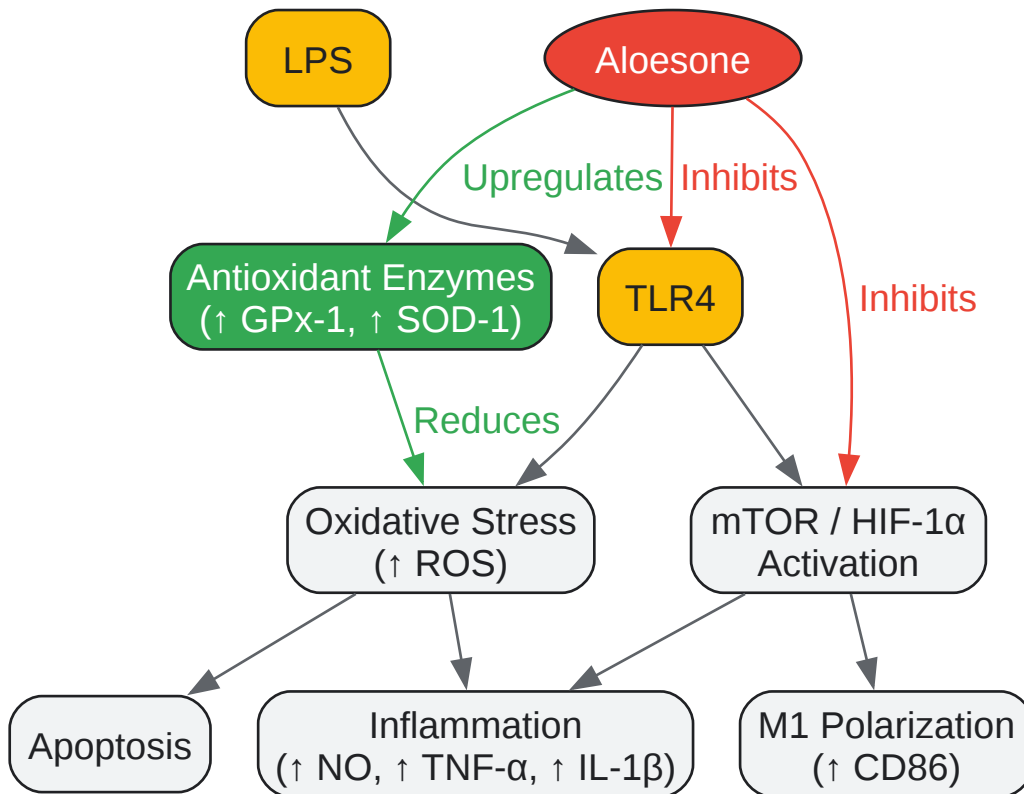 LPS
Aloesone
Upregulates
Inhibits
Antioxidant Enzymes
(↑ GPx-1, ↑ SOD-1)
TLR4
Inhibits
Reduces
Oxidative Stress
(↑ ROS)
mTOR / HIF-1α
Activation
Apoptosis
Inflammation
(↑ NO, ↑ TNF-α, ↑ IL-1β)
M1 Polarization
(↑ CD86)